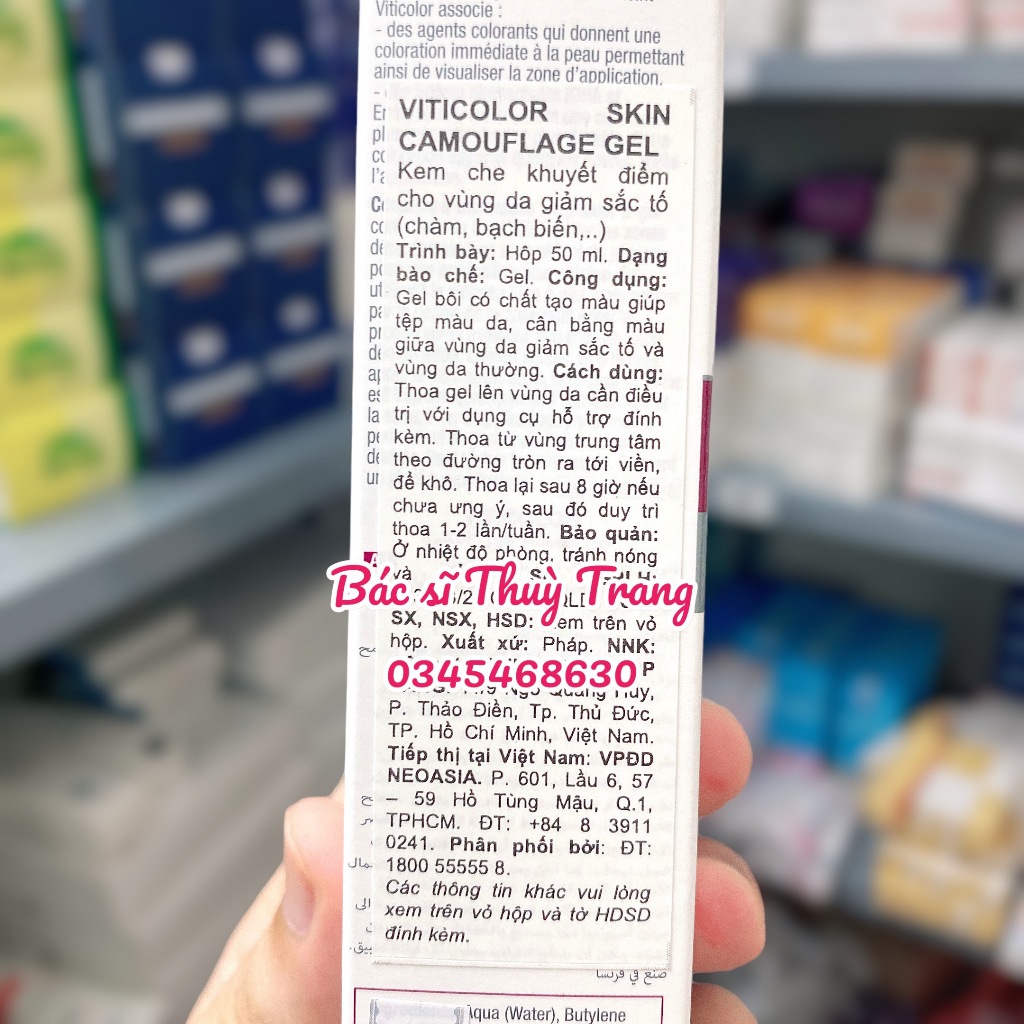 Viticolor associe :
- des agents colorants qui donnent une
coloration immédiate à la peau permettant
ainsi de visualiser la zone d'application.
VITICOLOR SKIN
CAMOUFLAGE GEL
Kem che khuyết điểm
cho vùng da giảm sắc tố
(chàm, bạch biến,..)
Trình bày: Hôp 50 ml. Dạng
bào chế: Gel. Công dụng:
Gel bôi có chất tạo màu giúp
tệp màu da, cân bằng màu
giữa vùng da giảm sắc tố và
vùng da thường. Cách dùng:
Thoa gel lên vùng da cần điều
trị với dụng cụ hỗ trợ đính
kèm. Thoa từ vùng trung tâm
theo đường tròn ra tới viền,
để khô. Thoa lại sau 8 giờ nếu
chưa ưng ý, sau đó duy trì
thoa 1-2 lần/tuần. Bảo quản:
Ở nhiệt độ phòng, tránh nóng
và
Bác sĩ Thuỳ Trang
SX, NSX, HSD: Xem trên vỏ
hộp. Xuất xứ: Pháp. NNK:
0345468630
Quang Huy,
P. Thảo Điền, Tp. Thủ Đức,
TP. Hồ Chí Minh, Việt Nam.
Tiếp thị tại Việt Nam: VPĐD
NEOASIA. P. 601, Lầu 6, 57
– 59 Hồ Tùng Mậu, Q.1,
TPHCM. ĐT: +84 8 3911
0241. Phân phối bởi: ĐT:
1800 55555 8.
Các thông tin khác vui lòng
xem trên vỏ hộp và tờ HDSD
đính kèm.
صنع في فرنسا
Aqua (Water), Butylene